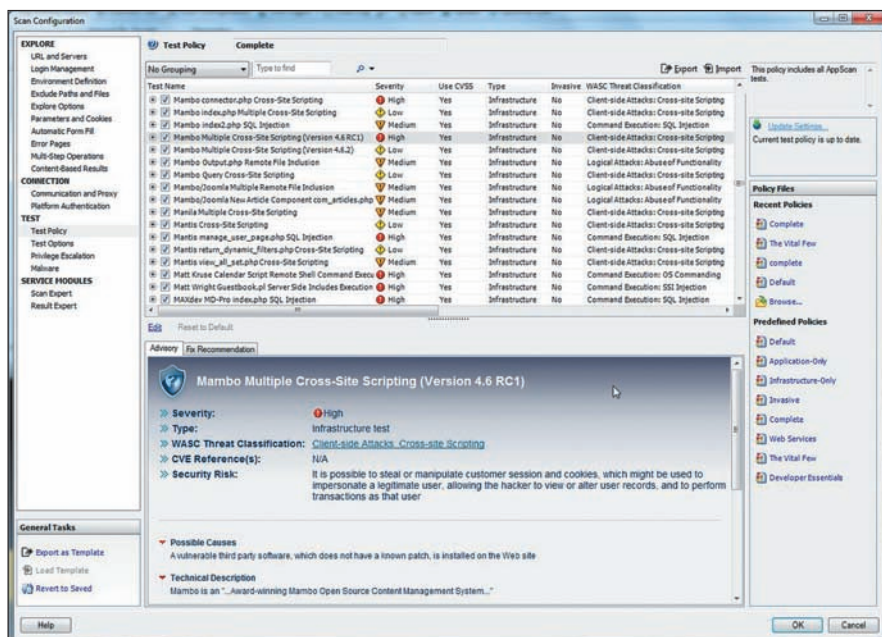 Scan Configuration
EXPLORE
URL and Servers
Login Management
Environment Definition
Exclude Paths and Files
Explore Options
Parameters and Cookies
Automatic Form Fill
Error Pages
Multi-Step Operations
Content-Based Results
CONNECTION
Communication and Proxy
Platform Authentication
TEST
Test Policy
Test Options
Privilege Escalation
Malware
SERVICE MODULES
Scan Expert
Result Expert
General Tasks
Export as Template
Load Template
Revert to Saved
Test Policy Complete
No Grouping Type to find Export Import
Test Name Severity Use CVSS Type Invasive WASC Threat Classification
Mambo connector.php Cross-Site Scripting High Yes Infrastructure No Client-side Attacks: Cross-site Scripting
Mambo index.php Multiple Cross-Site Scripting Low Yes Infrastructure No Client-side Attacks: Cross-site Scripting
Mambo index2.php SQL Injection Medium Yes Infrastructure No Command Execution: SQL Injection
Mambo Multiple Cross-Site Scripting (Version 4.6 RC1) High Yes Infrastructure No Client-side Attacks: Cross-site Scripting
Mambo Multiple Cross-Site Scripting (Version 4.6.2) Low Yes Infrastructure No Client-side Attacks: Cross-site Scripting
Mambo Output.php Remote File Inclusion Medium Yes Infrastructure No Logical Attacks: Abuse of Functionality
Mambo Query Cross-Site Scripting Low Yes Infrastructure No Client-side Attacks: Cross-site Scripting
Mambo/Joomla Multiple Remote File Inclusion Medium Yes Infrastructure No Logical Attacks: Abuse of Functionality
Mambo/Joomla New Article Component com_articles.php Medium Yes Infrastructure No Logical Attacks: Abuse of Functionality
Manila Multiple Cross-Site Scripting Medium Yes Infrastructure No Client-side Attacks: Cross-site Scripting
Mantis Cross-Site Scripting Low Yes Infrastructure No Client-side Attacks: Cross-site Scripting
Mantis manage_user_page.php SQL Injection High Yes Infrastructure No Command Execution: SQL Injection
Mantis return_dynamic_filters.php Cross-Site Scripting Low Yes Infrastructure No Client-side Attacks: Cross-site Scripting
Mantis view_all_set.php Cross-Site Scripting Medium Yes Infrastructure No Client-side Attacks: Cross-site Scripting
Matt Kruse Calendar Script Remote Shell Command Execu High Yes Infrastructure No Command Execution: OS Commanding
Matt Wright Guestbook.pl Server Side Includes Execution High Yes Infrastructure No Command Execution: SSI Injection
MAXdev MD-Pro index.php SQL Injection High Yes Infrastructure No Command Execution: SQL Injection
Edit Reset to Default
Advisory Fix Recommendation
Mambo Multiple Cross-Site Scripting (Version 4.6 RC1)
Severity: High
Type: Infrastructure test
WASC Threat Classification: Client-side Attacks: Cross-site Scripting
CVE Reference(s): N/A
Security Risk: It is possible to steal or manipulate customer session and cookies, which might be used to
impersonate a legitimate user, allowing the hacker to view or alter user records, and to perform
transactions as that user
Possible Causes
A vulnerable third party software, which does not have a known patch, is installed on the Web site
Technical Description
Mambo is an "...Award-winning Mambo Open Source Content Management System..."
This policy includes all AppScan
tests.
Update Settings...
Current test policy is up to date.
Policy Files
Recent Policies
Complete
The Vital Few
complete
Default
Browse...
Predefined Policies
Default
Application-Only
Infrastructure-Only
Invasive
Complete
Web Services
The Vital Few
Developer Essentials
Help OK Cancel